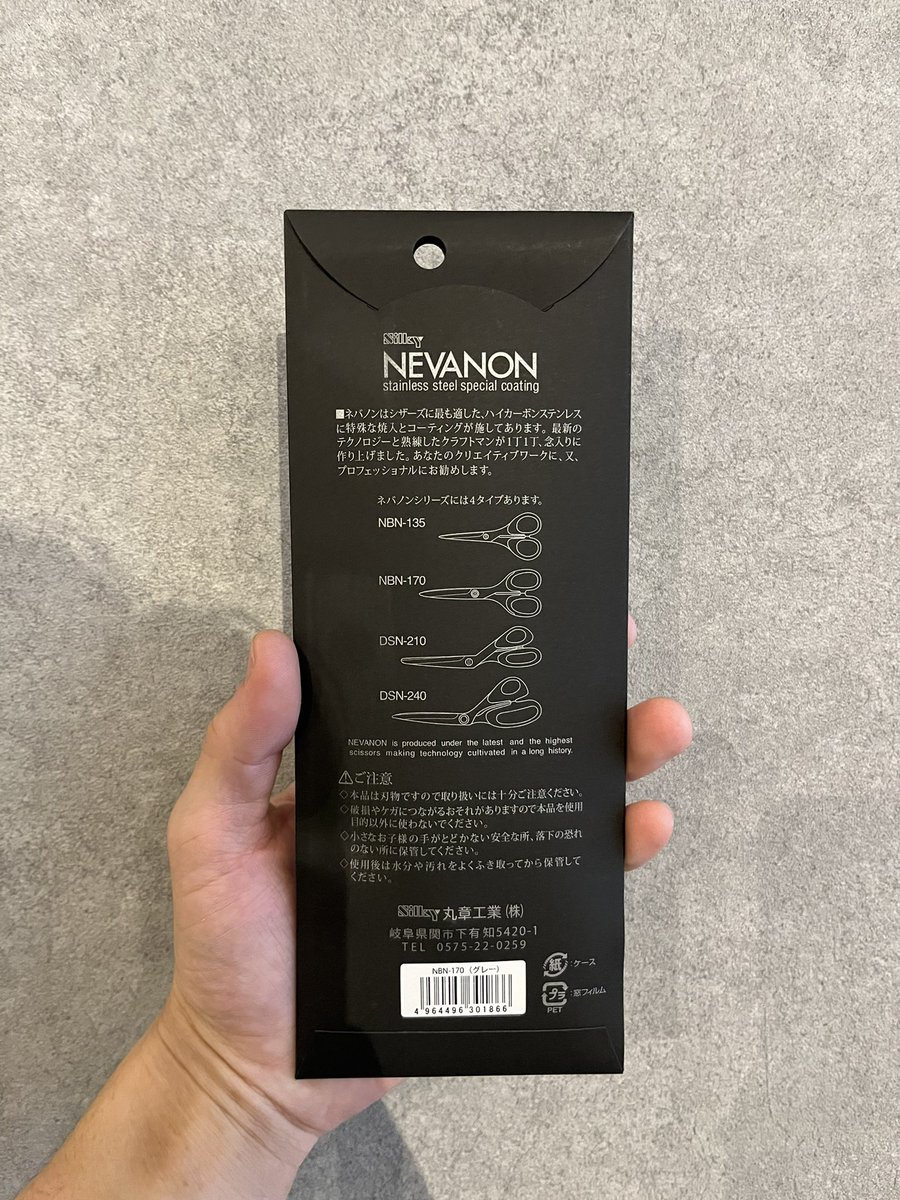 Silky
NEVANON
stainless steel special coating
ネバノンはシザーズに最も適した、ハイカーボンステンレス
に特殊な焼入とコーティングが施してあります。最新の
テクノロジーと熟練したクラフトマンが1丁1丁、念入りに
作り上げました。あなたのクリエイティブワークに、又、
プロフェッショナルにお勧めします。
ネバノンシリーズには4タイプあります。
NBN-135
NBN-170
DSN-210
DSN-240
NEVANON is produced under the latest and the highest
scissors making technology cultivated in a long history.
⚠ご注意
◇本品は刃物ですので取り扱いには十分ご注意ください。
◇破損やケガにつながるおそれがありますので本品を使用
目的以外に使わないでください。
◇小さなお子様の手がとどかない安全な所、落下の恐れ
のない所に保管してください。
◇使用後は水分や汚れをよくふき取ってから保管して
ください。
Silky 丸章工業(株)
岐阜県関市下有知5420-1
TEL 0575-22-0259
NBN-170(グレー)
4 964496 301866
紙:ケース
プラ:窓フィルム
PET